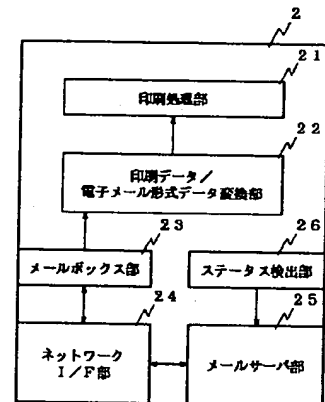 2
21
印刷処理部
22
印刷データ/
電子メール形式データ変換部
23
メールボックス部
26
ステータス検出部
24
ネットワーク
I/F部
25
メールサーバ部